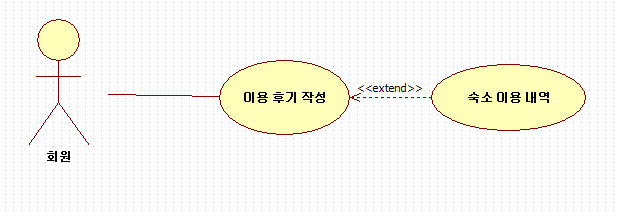 <<extend>>
이용 후기 작성
숙소 이용 내역
회원